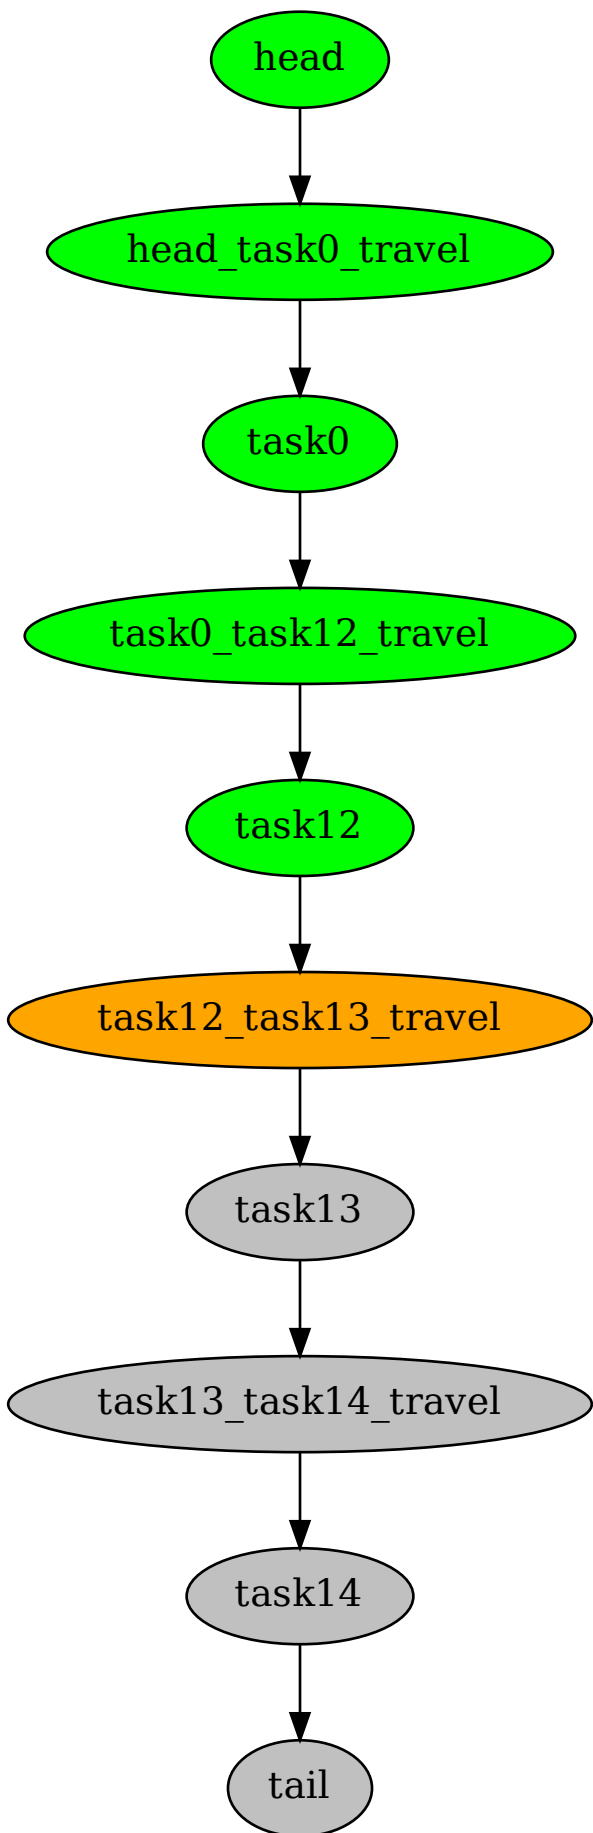 head
head_task0_travel
task0
task0_task12_travel
task12
task12_task13_travel
task13
task13_task14_travel
task14
tail